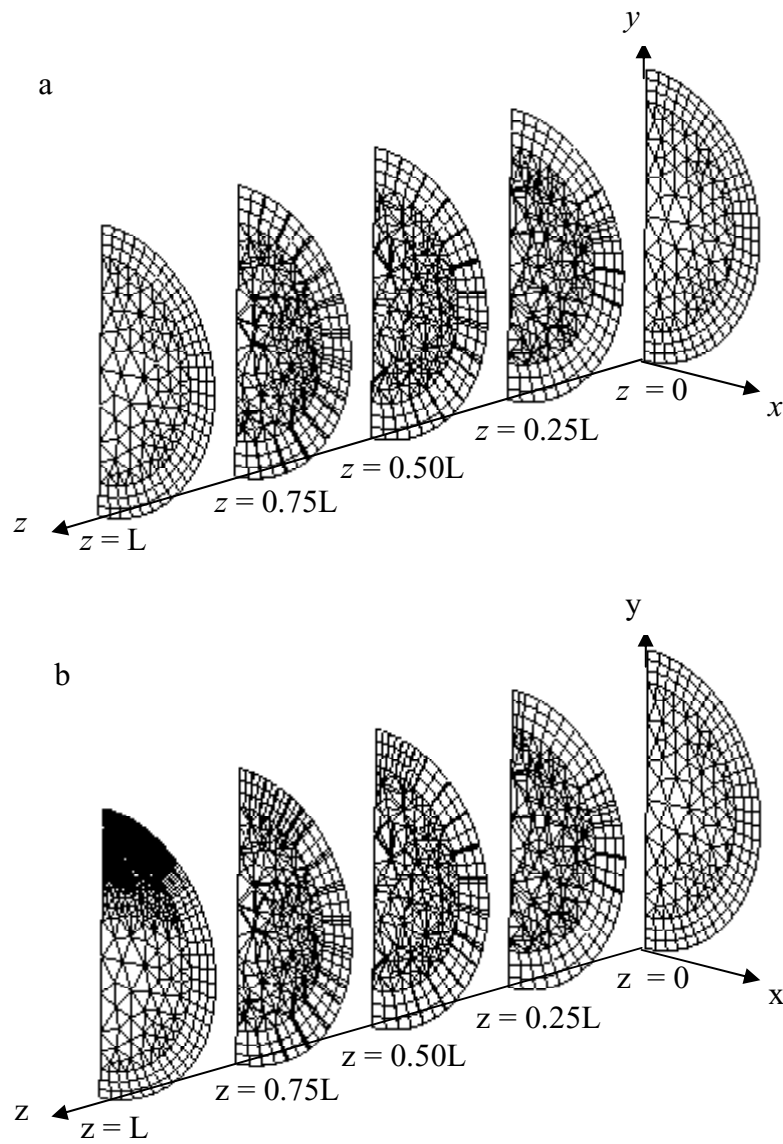 y
a
z = 0
x
z = 0.25L
z = 0.50L
z = 0.75L
z
z = L
y
b
z = 0
x
z = 0.25L
z = 0.50L
z = 0.75L
z
z = L